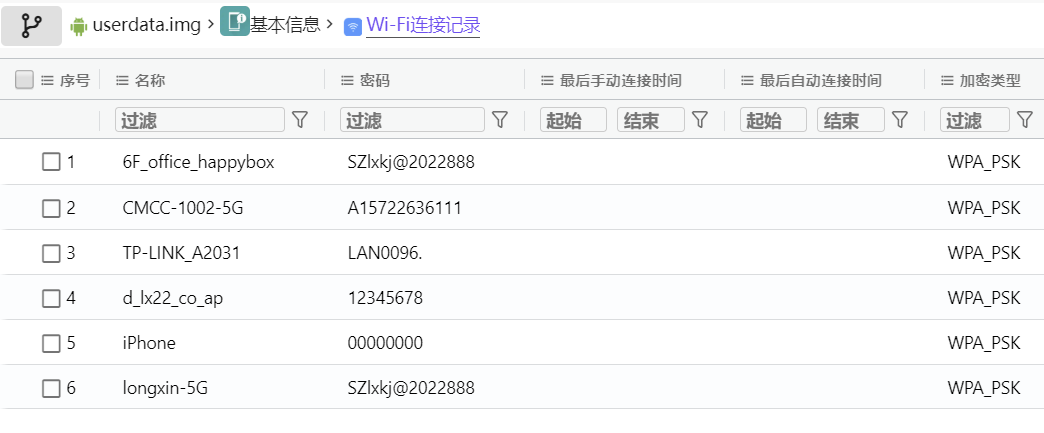 userdata.img > 基本信息 > Wi-Fi连接记录
序号 名称 密码 最后手动连接时间 最后自动连接时间 加密类型
过滤 过滤 起始 结束 起始 结束 过滤
1 6F_office_happybox SZlxkj@2022888 WPA_PSK
2 CMCC-1002-5G A15722636111 WPA_PSK
3 TP-LINK_A2031 LAN0096. WPA_PSK
4 d_lx22_co_ap 12345678 WPA_PSK
5 iPhone 00000000 WPA_PSK
6 longxin-5G SZlxkj@2022888 WPA_PSK